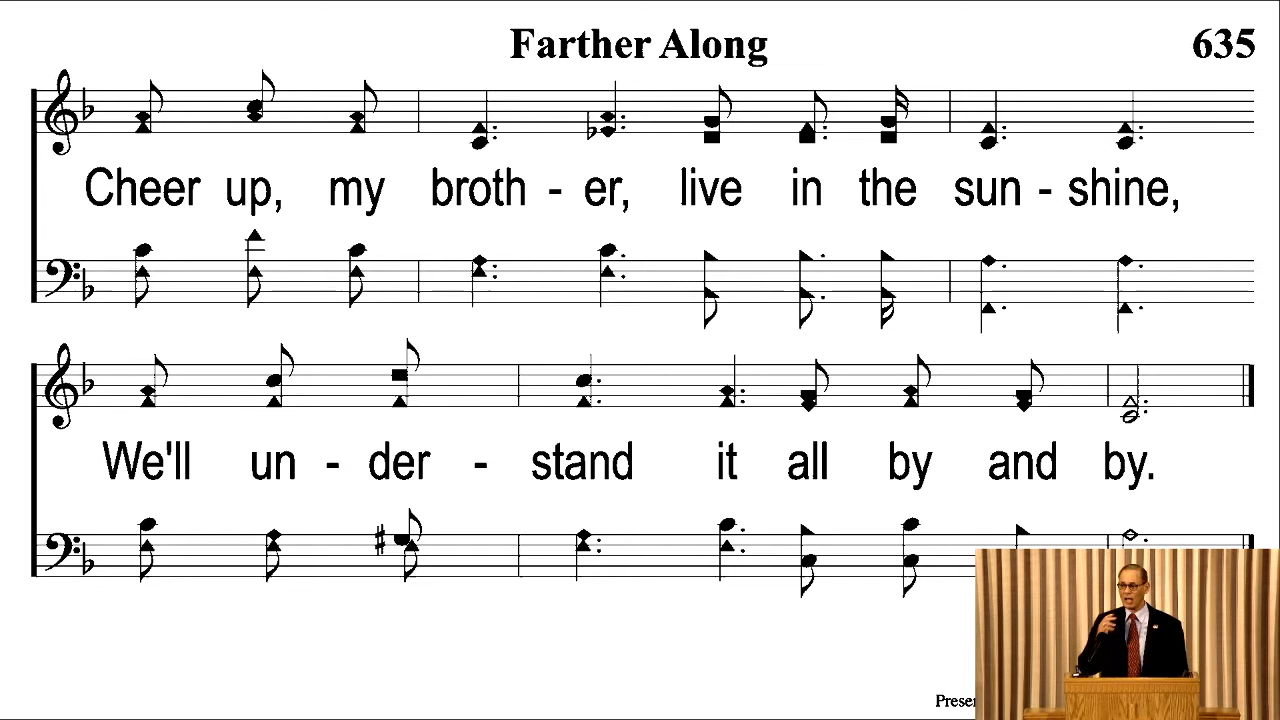 Farther Along 635
Cheer up, my broth - er, live in the sun - shine,
We'll un - der - stand it all by and by.